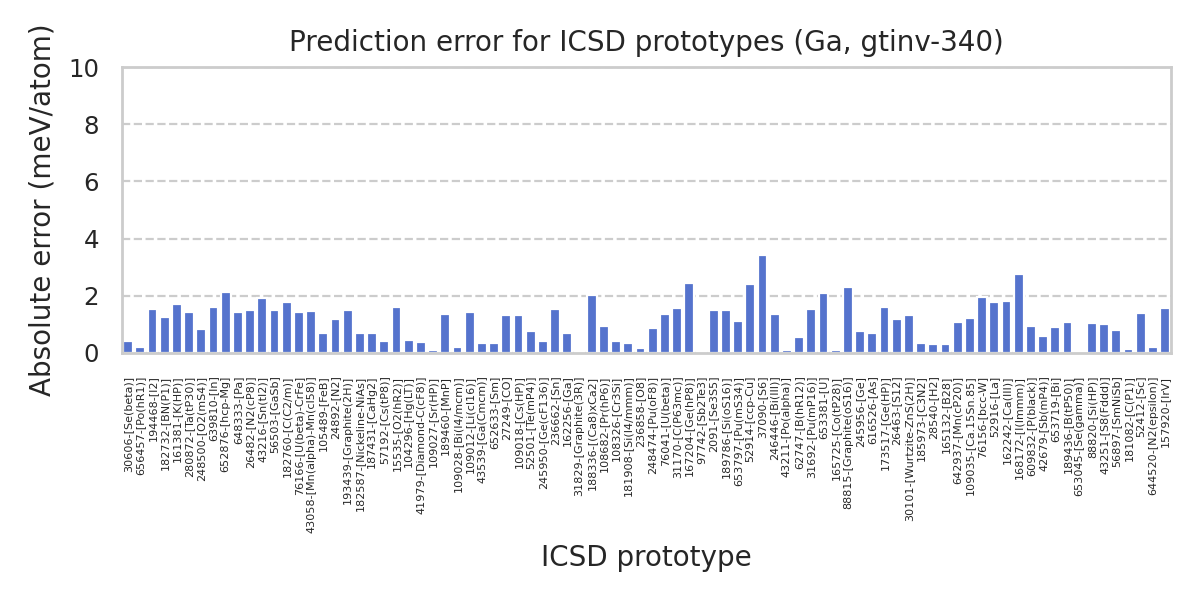 Prediction error for ICSD prototypes (Ga, gtinv-340)
Absolute error (meV/atom)
10
8
6
4
2
0
30606-[Se(beta)]
656457-[Po(hR1)]
194468-[I2]
182732-[BN(P1)]
161381-[K(HP)]
280872-[Ta(tP30)]
248500-[O2(mS4)]
639810-[In]
652876-[hcp-Mg]
648333-[Pa]
26482-[N2(cP8)]
43216-[Sn(tI2)]
56503-[GaSb]
182760-[C(C2/m)]
76166-[U(beta)-CrFe]
43058-[Mn(alpha)-Mn(cI58)]
105489-[FeB]
24892-[N2]
193439-[Graphite(2H)]
182587-[Nickeline-NiAs]
187431-[CaHg2]
57192-[Cs(tP8)]
15535-[O2(hR2)]
104296-[Hg(LT)]
41979-[Diamond-C(cF8)]
109027-[Sr(HP)]
189460-[MnP]
109028-[Bi(I4/mcm)]
109012-[Li(cI16)]
43539-[Ga(Cmcm)]
652633-[Sm]
27249-[CO]
109018-[Cs(HP)]
52501-[Te(mP4)]
245950-[Ge(cF136)]
236662-[Sn]
162256-[Ga]
31829-[Graphite(3R)]
188336-[(Ca8)xCa2]
108682-[Pr(hP6)]
108326-[Cr3Si]
181908-[Si(I4/mmm)]
236858-[O8]
248474-[Pu(oF8)]
76041-[U(beta)]
31170-[C(P63mc)]
167204-[Ge(hP8)]
97742-[Sb2Te3]
2091-[Se3S5]
189786-[Si(oS16)]
653797-[Pu(mS34)]
52914-[ccp-Cu]
37090-[S6]
246446-[Bi(III)]
43211-[Po(alpha)]
62747-[B(hR12)]
31692-[Pu(mP16)]
653381-[U]
165725-[Co(tP28)]
88815-[Graphite(oS16)]
245956-[Ge]
616526-[As]
173517-[Ge(HP)]
26463-[S12]
30101-[Wurtzite-ZnS(2H)]
185973-[C3N2]
28540-[H2]
165132-[B28]
642937-[Mn(cP20)]
109035-[Ca.15Sn.85]
76156-[bcc-W]
52916-[La]
162242-[Ca(III)]
168172-[I(Immm)]
609832-[P(black)]
42679-[Sb(mP4)]
653719-[Bi]
189436-[B(tP50)]
653045-[Se(gamma)]
88820-[Si(HP)]
43251-[S8(Fddd)]
56897-[SmNiSb]
181082-[C(P1)]
52412-[Sc]
644520-[N2(epsilon)]
157920-[IrV]
ICSD prototype